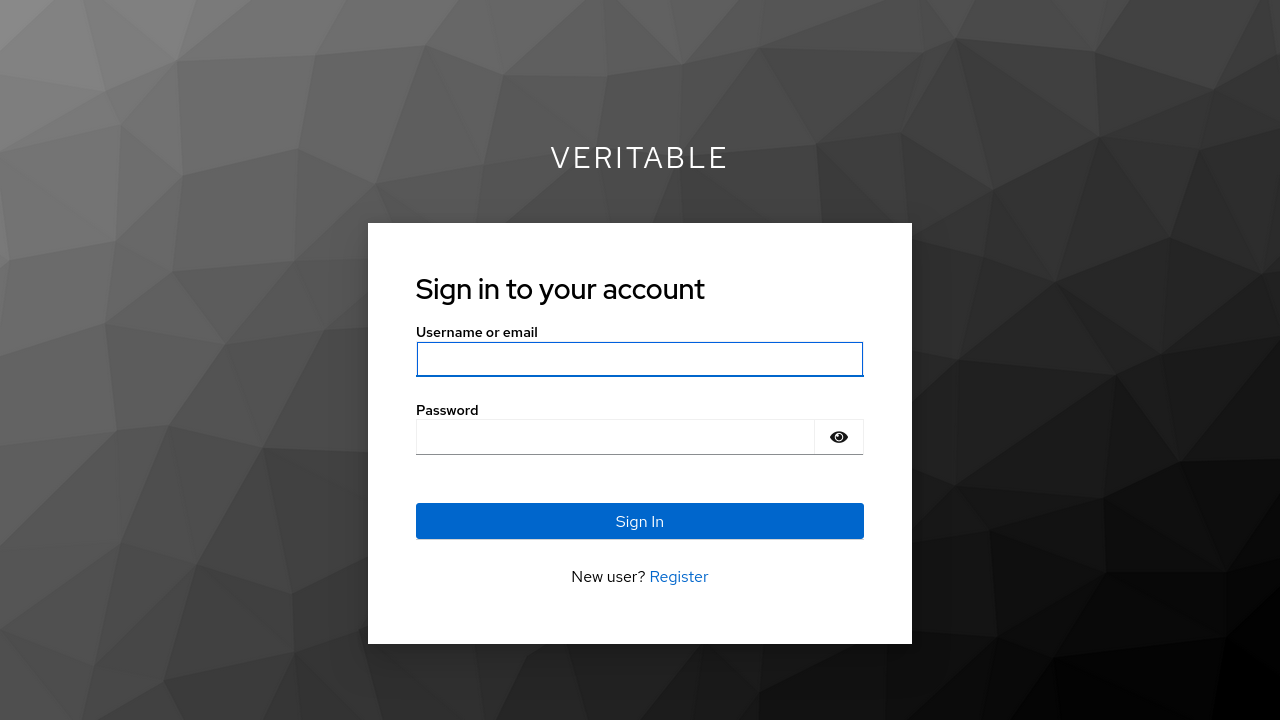 VERITABLE
Sign in to your account
Username or email
Password
Sign In
New user? Register